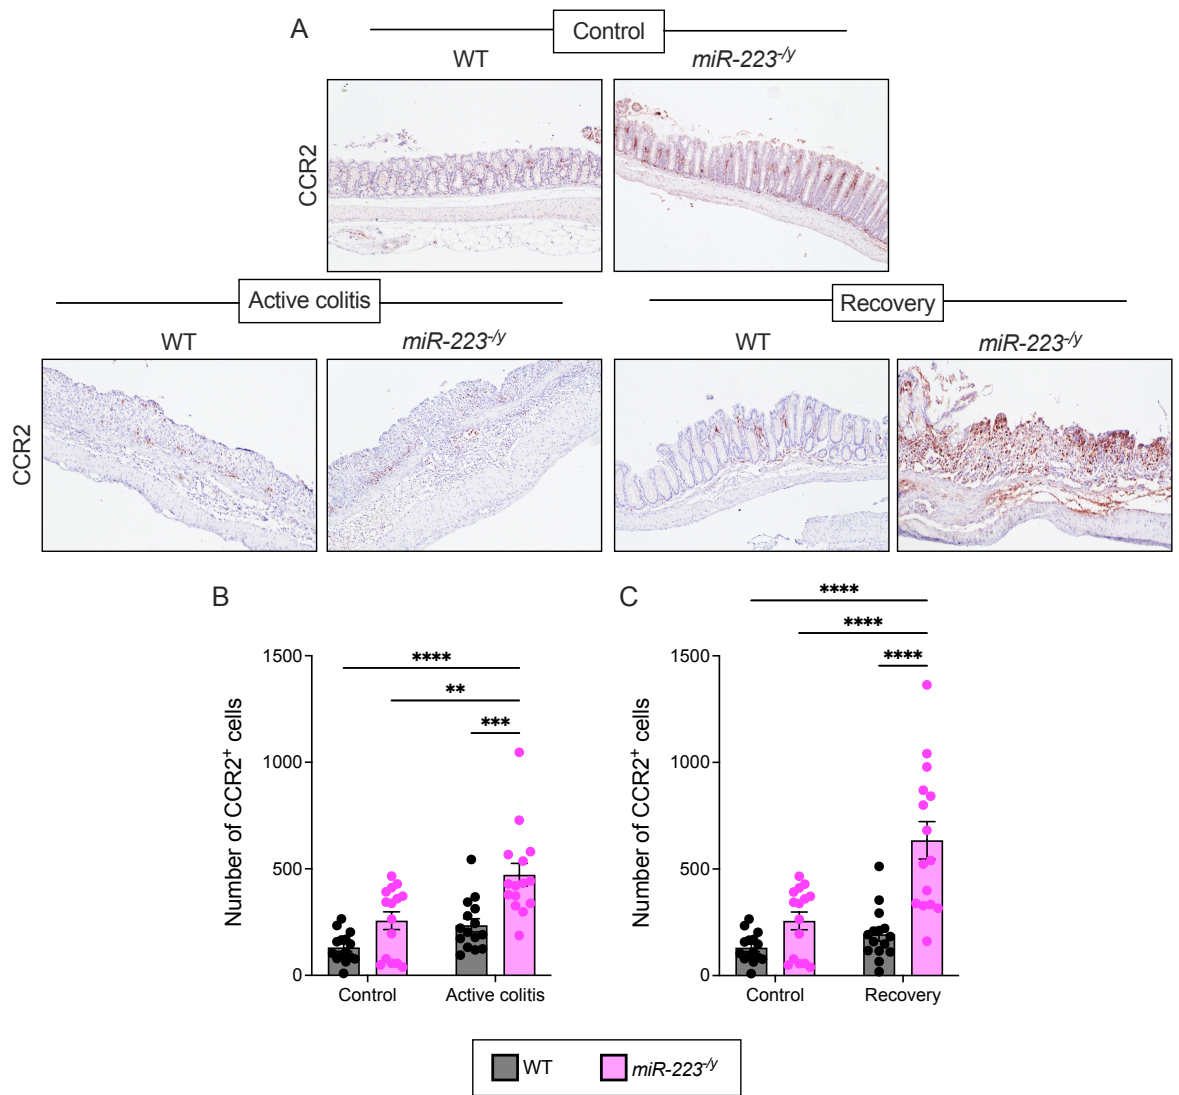 A
Control
WT miR-223-/y
CCR2
Active colitis Recovery
WT miR-223-/y WT miR-223-/y
CCR2
B C
****
****
**** ****
**
***
1500 1500
1000 1000
500 500
0 0
Number of CCR2+ cells Number of CCR2+ cells
Control Active colitis Control Recovery
WT miR-223-/y